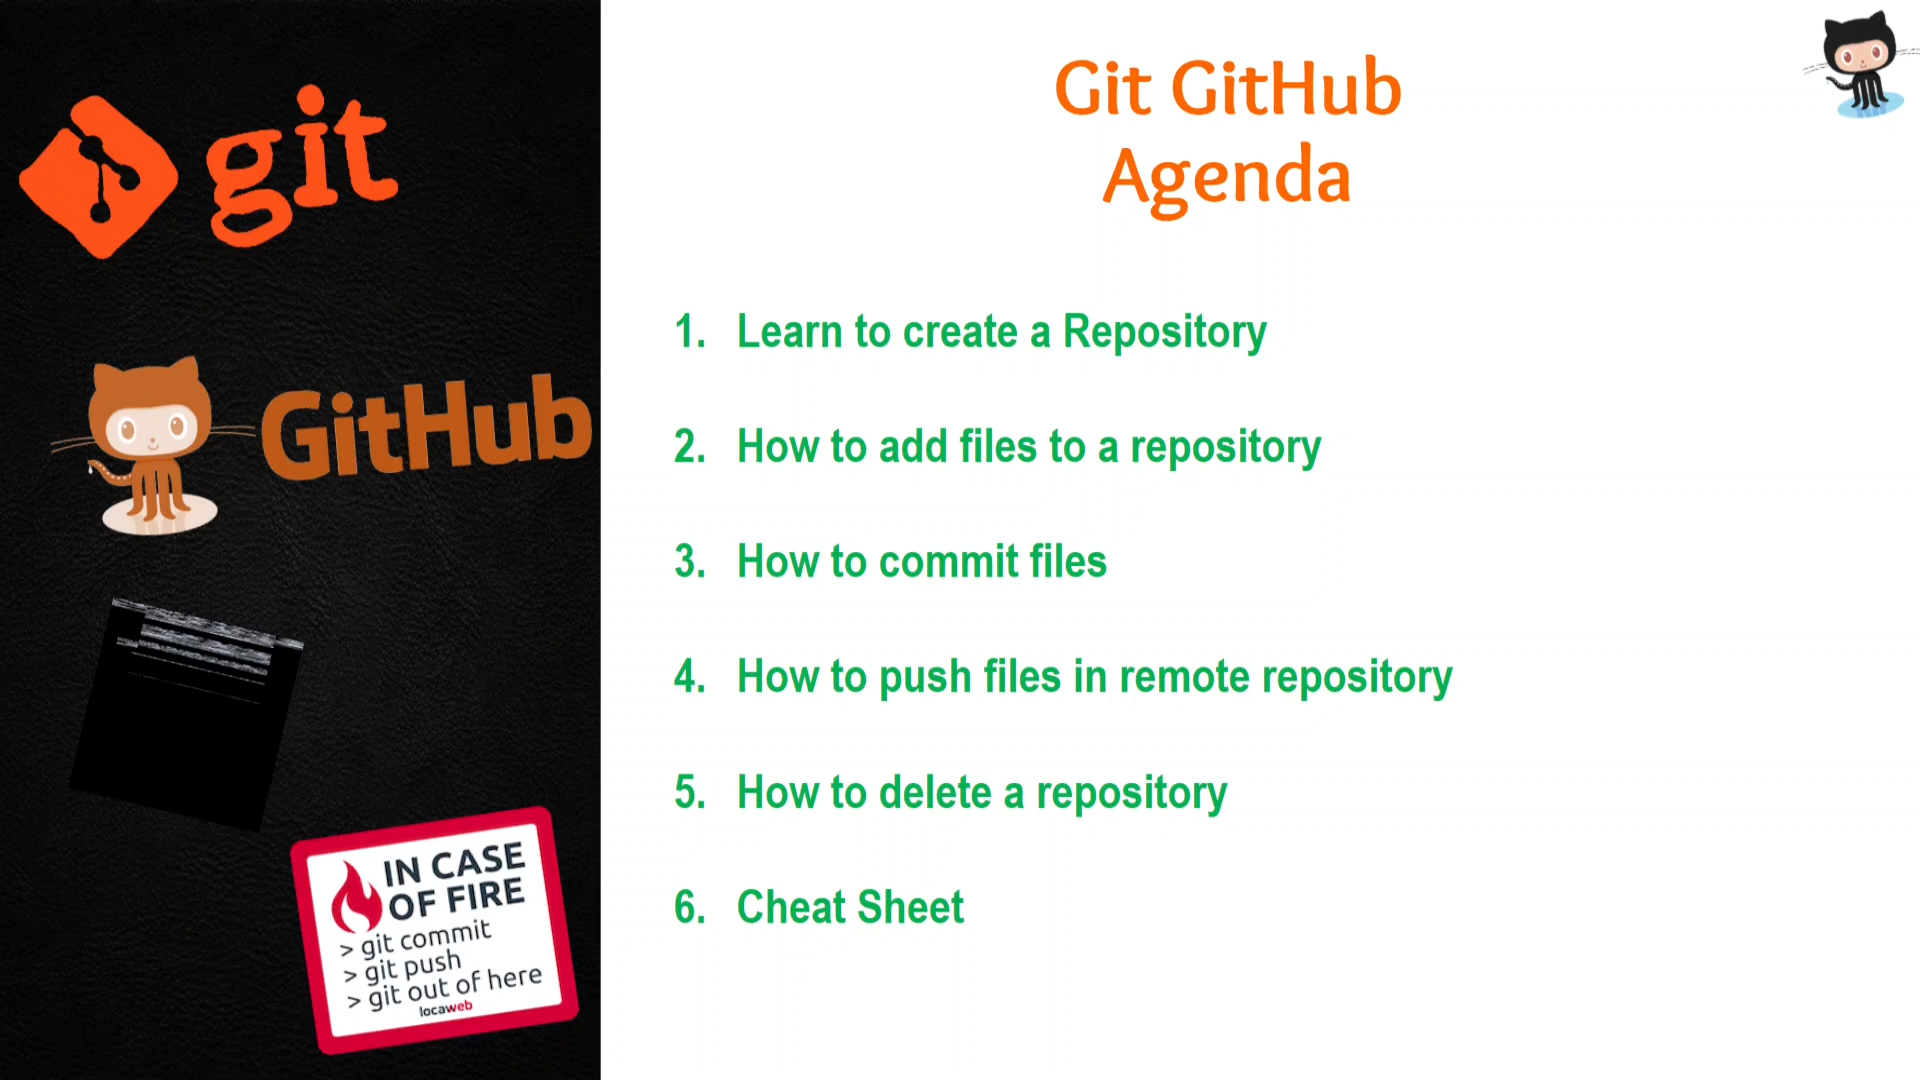 git
GitHub
IN CASE
OF FIRE
> git commit
> git push
> git out of here
locaweb
Git GitHub
Agenda
1. Learn to create a Repository
2. How to add files to a repository
3. How to commit files
4. How to push files in remote repository
5. How to delete a repository
6. Cheat Sheet